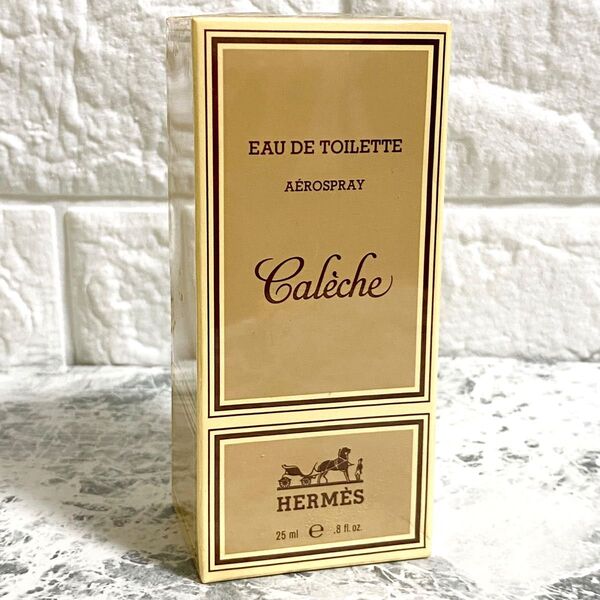 EAU DE TOILETTE
AÉROSPRAY
Calèche
HERMÈS
25 ml ℮ .8 fl. oz.